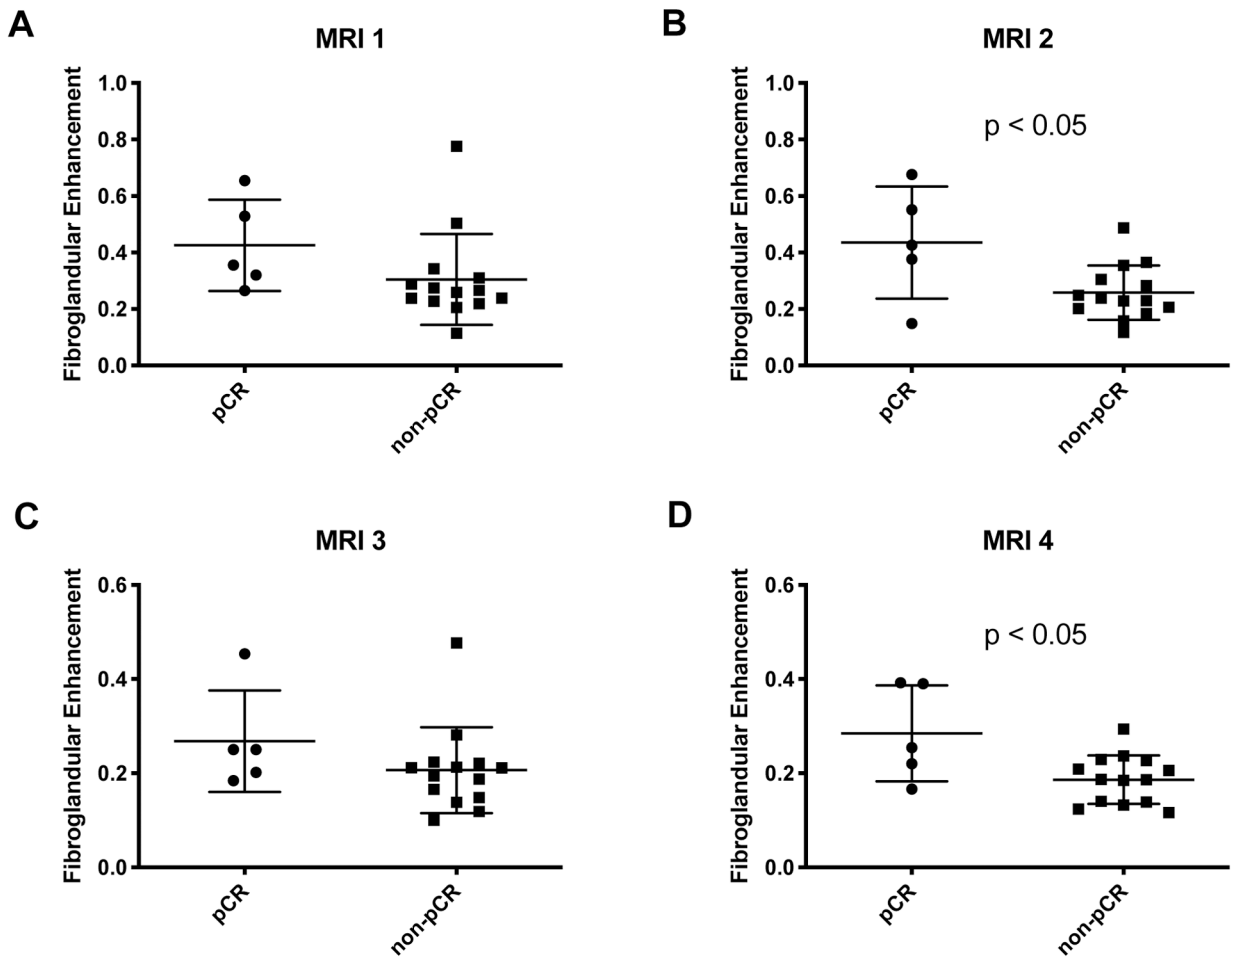 A
MRI 1
Fibroglandular Enhancement
1.0
0.8
0.6
0.4
0.2
0.0
pCR
non-pCR
B
MRI 2
Fibroglandular Enhancement
1.0
0.8
0.6
0.4
0.2
0.0
p < 0.05
pCR
non-pCR
C
MRI 3
Fibroglandular Enhancement
0.6
0.4
0.2
0.0
pCR
non-pCR
D
MRI 4
Fibroglandular Enhancement
0.6
0.4
0.2
0.0
p < 0.05
pCR
non-pCR